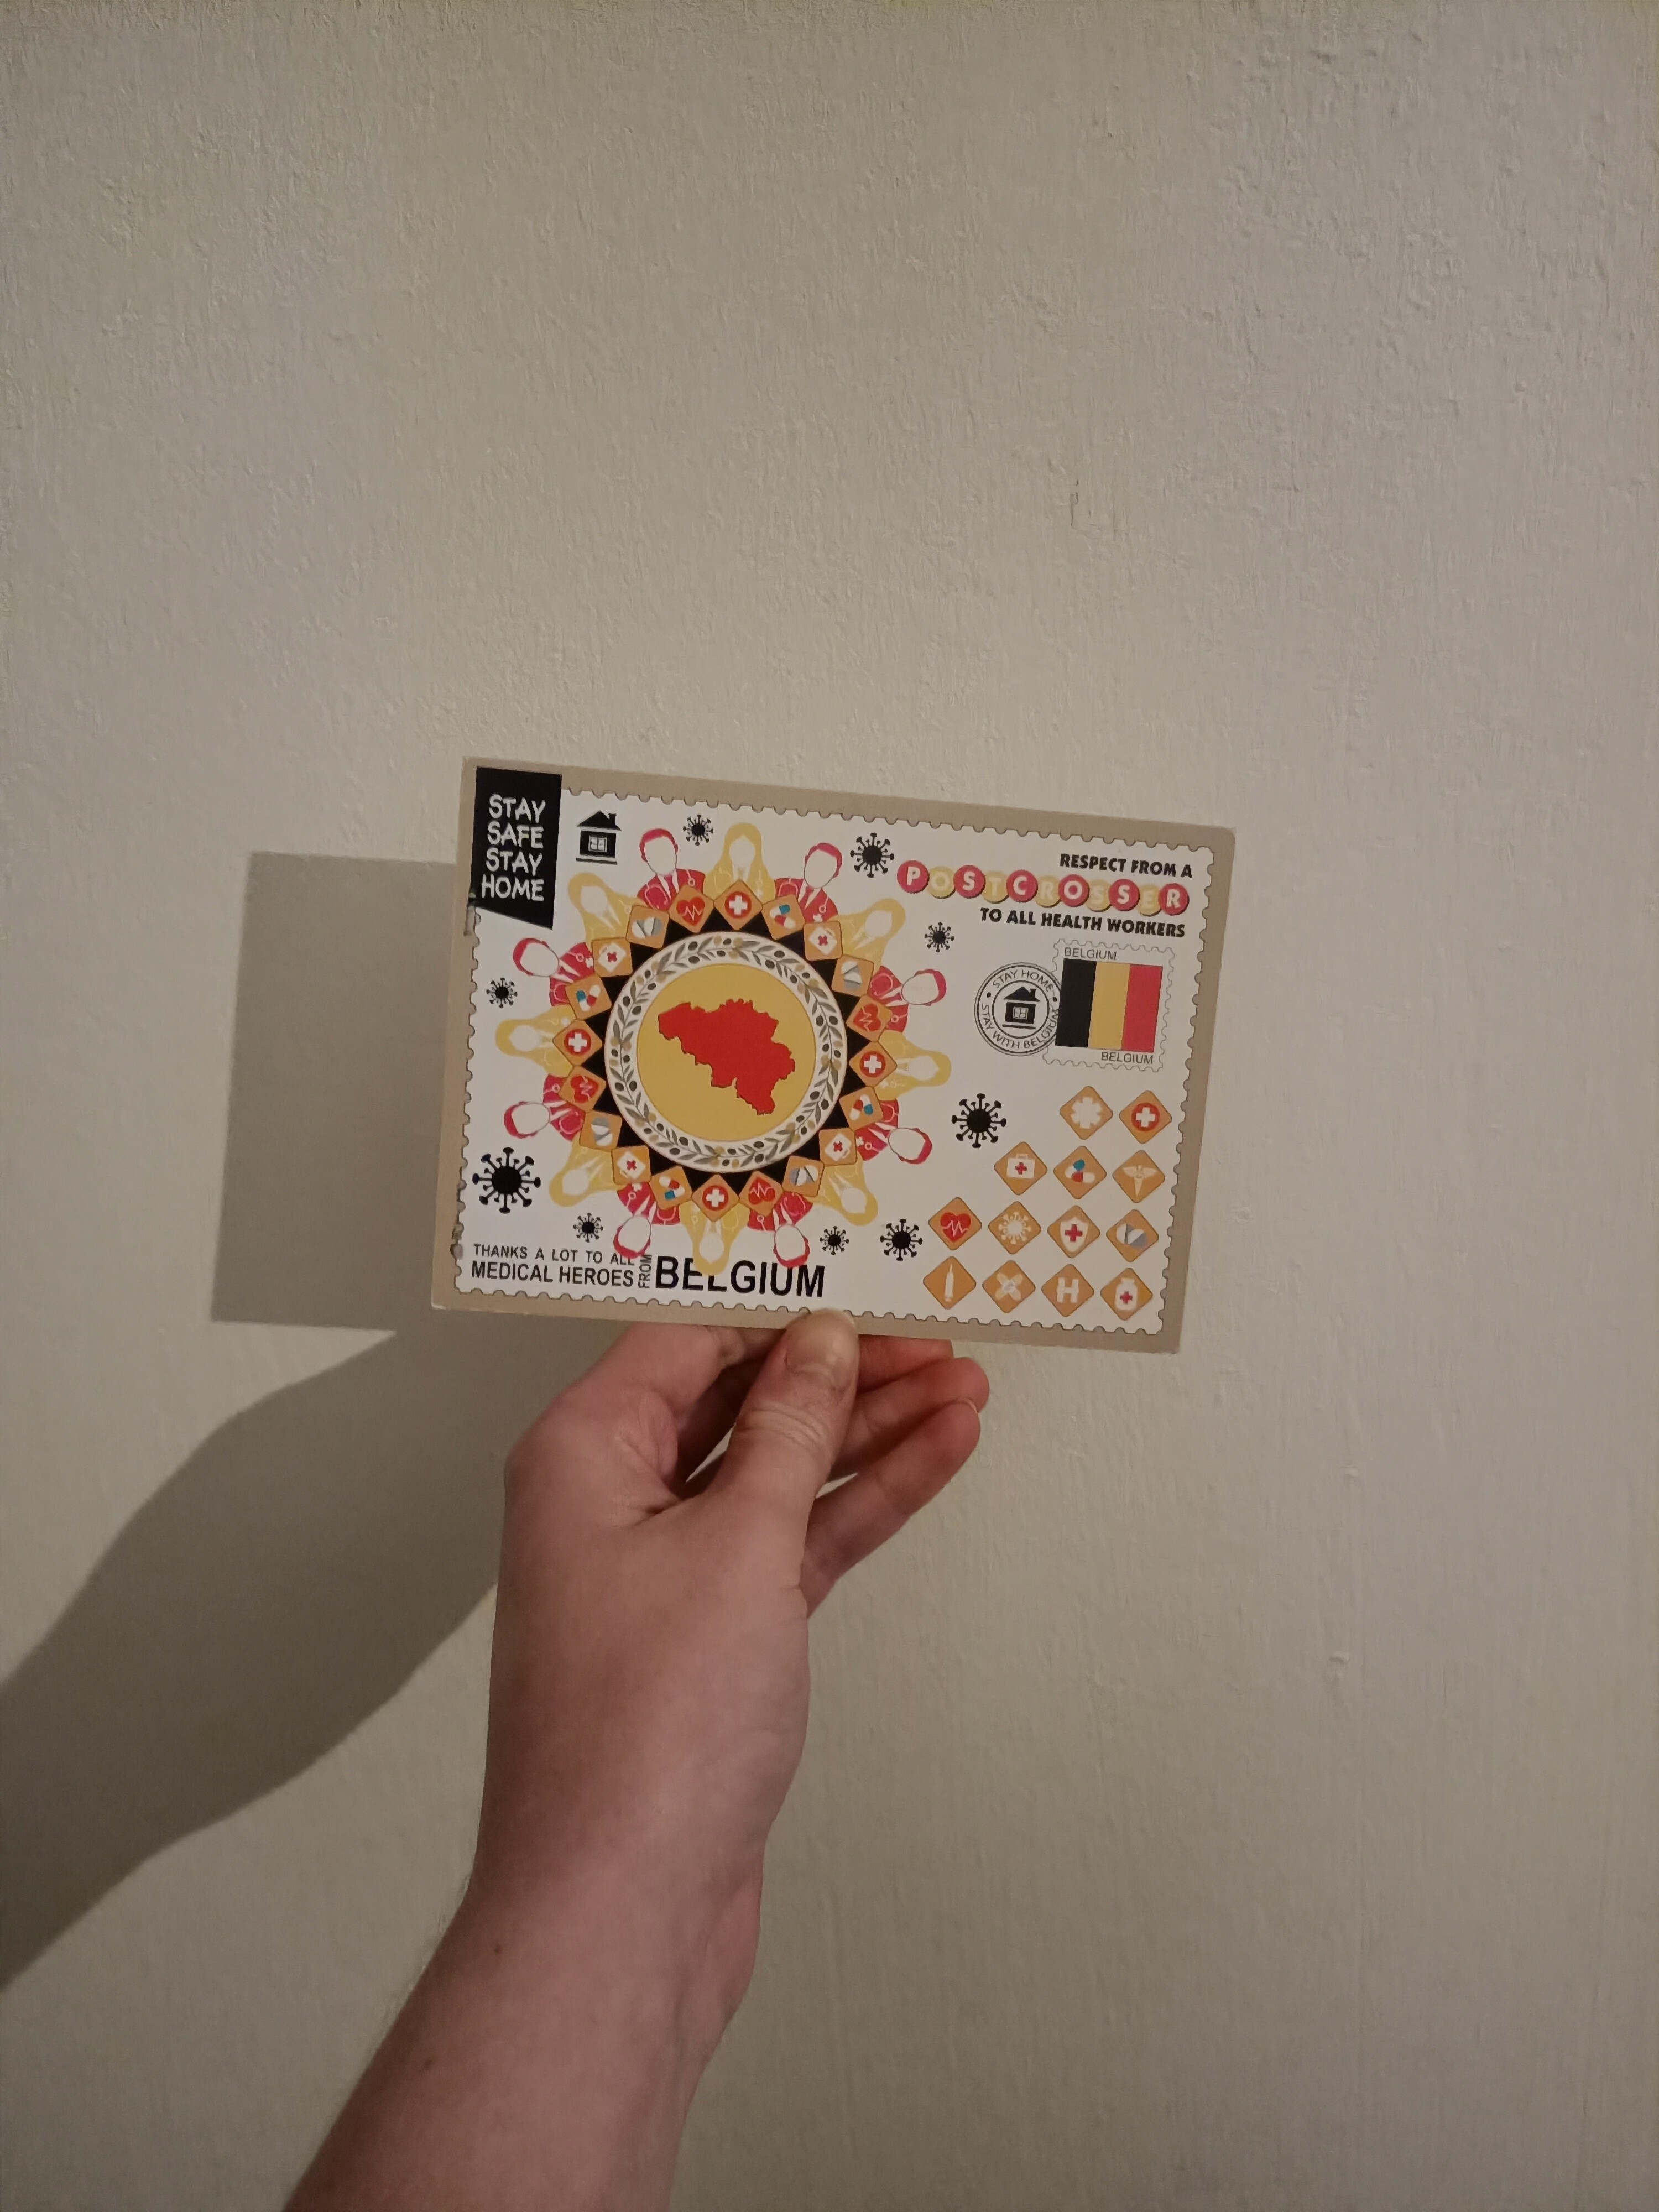 STAY
SAFE
STAY
HOME
RESPECT FROM A
POSTCROSSER
TO ALL HEALTH WORKERS
BELGIUM
STAY HOME
STAY WITH BELGIUM
BELGIUM
H
THANKS A LOT TO ALL
MEDICAL HEROES
FROM
BELGIUM